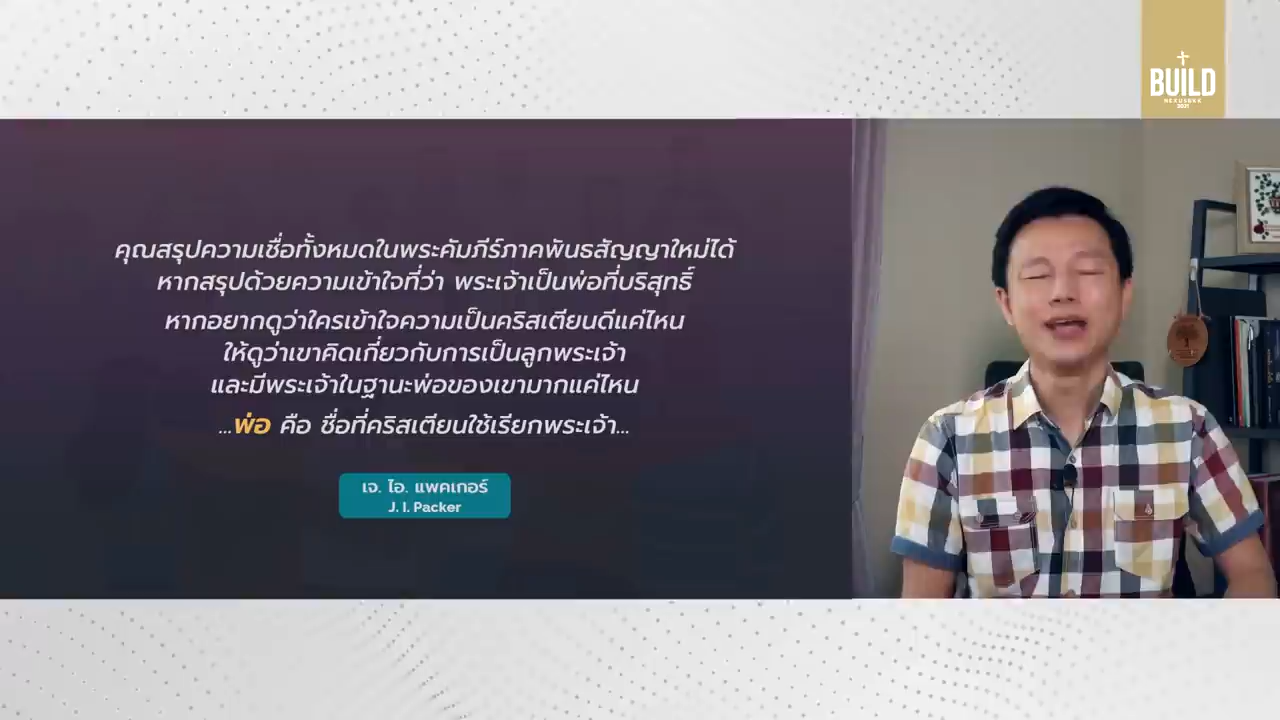 BUILD
NEXUSBKK
2021
คุณสรุปความเชื่อทั้งหมดในพระคัมภีร์ภาคพันธสัญญาใหม่ได้
หากสรุปด้วยความเข้าใจที่ว่า พระเจ้าเป็นพ่อที่บริสุทธิ์
หากอยากดูว่าใครเข้าใจความเป็นคริสเตียนดีแค่ไหน
ให้ดูว่าเขาคิดเกี่ยวกับการเป็นลูกพระเจ้า
และมีพระเจ้าในฐานะพ่อของเขามากแค่ไหน
...พ่อ คือ ชื่อที่คริสเตียนใช้เรียกพระเจ้า...
เจ. ไอ. แพคเกอร์
J. I. Packer